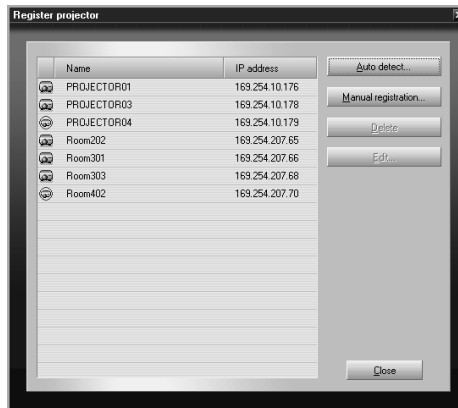 Register projector
Name IP address
PROJECTOR01 169.254.10.176
PROJECTOR03 169.254.10.178
PROJECTOR04 169.254.10.179
Room202 169.254.207.65
Room301 169.254.207.66
Room303 169.254.207.68
Room402 169.254.207.70
Auto detect...
Manual registration...
Delete
Edit...
Close